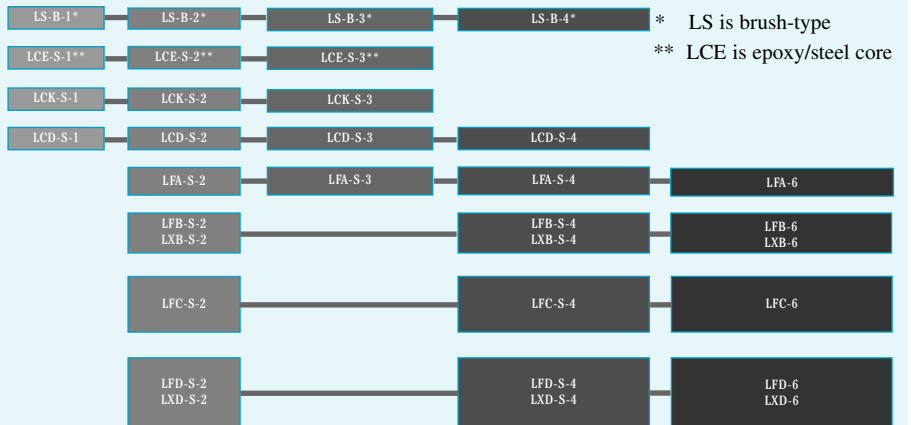 LS-B-1* LS-B-2* LS-B-3* LS-B-4* * LS is brush-type
LCE-S-1** LCE-S-2** LCE-S-3** ** LCE is epoxy/steel core
LCK-S-1 LCK-S-2 LCK-S-3
LCD-S-1 LCD-S-2 LCD-S-3 LCD-S-4
LFA-S-2 LFA-S-3 LFA-S-4 LFA-6
LFB-S-2 LFB-S-4 LFB-6
LXB-S-2 LXB-S-4 LXB-6
LFC-S-2 LFC-S-4 LFC-6
LFD-S-2 LFD-S-4 LFD-6
LXD-S-2 LXD-S-4 LXD-6